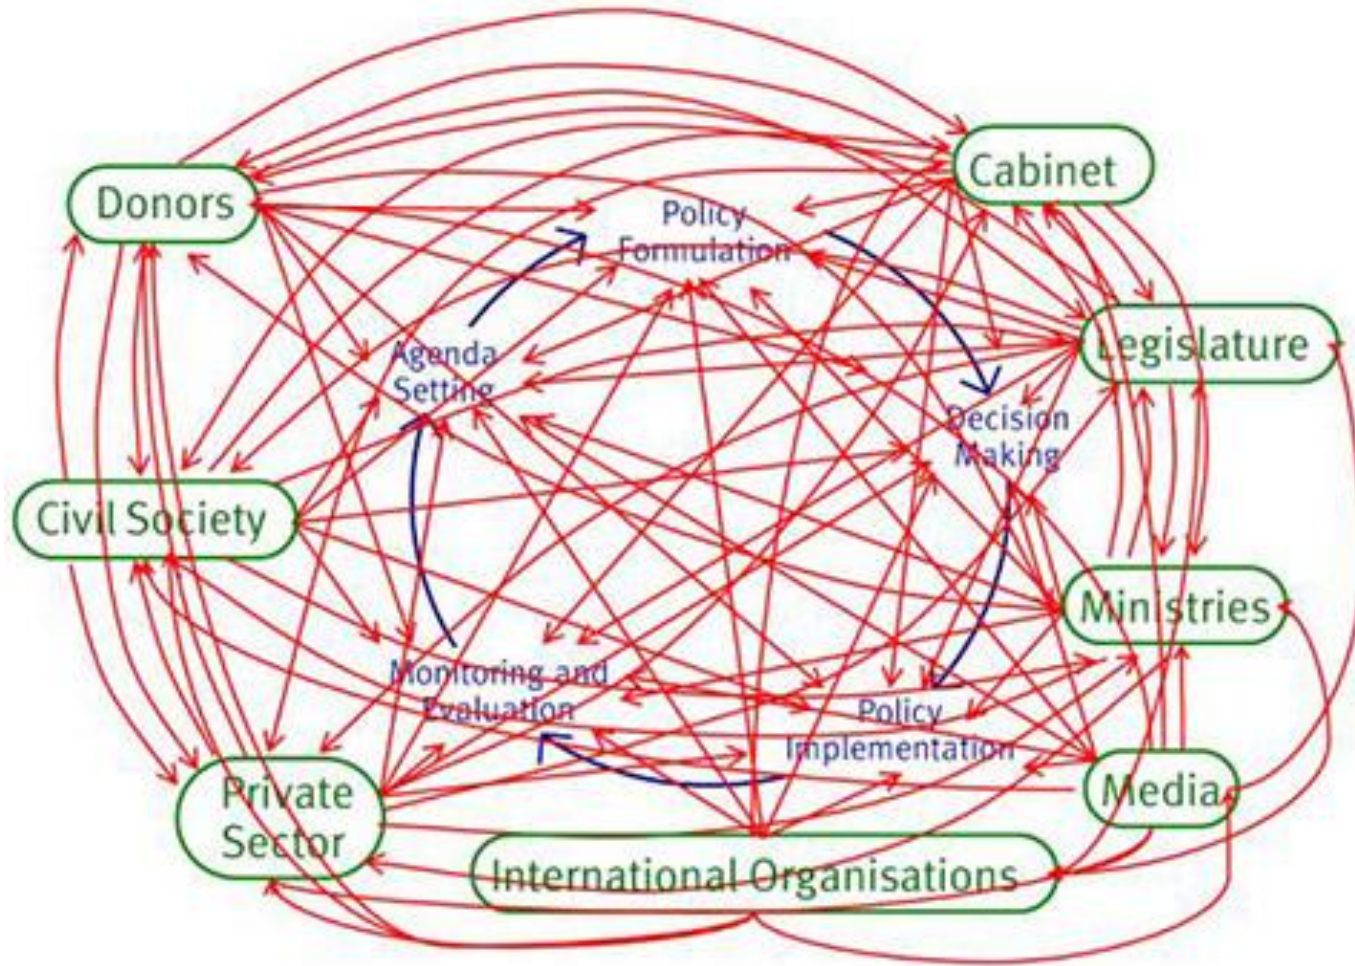 Cabinet
Donors
Policy
Formulation
Legislature
Agenda
Setting
Decision
Making
Civil Society
Ministries
Monitoring and
Evaluation
Policy
Implementation
Private
Sector
Media
International Organisations